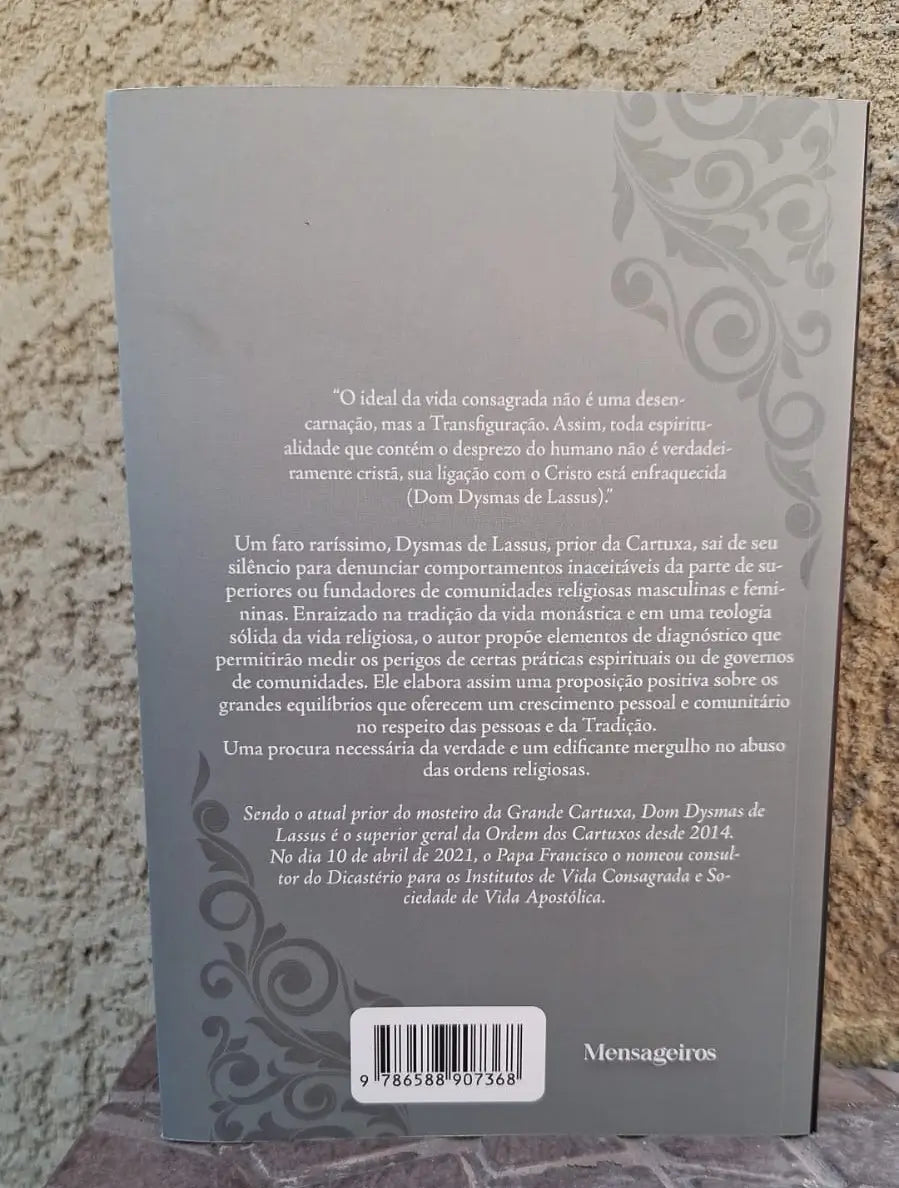 “O ideal da vida consagrada não é uma desen-
carnação, mas a Transfiguração. Assim, toda espiritu-
alidade que contém o desprezo do humano não é verdadei-
ramente cristã, sua ligação com o Cristo está enfraquecida
(Dom Dysmas de Lassus).”
Um fato raríssimo, Dysmas de Lassus, prior da Cartuxa, sai de seu
silêncio para denunciar comportamentos inaceitáveis da parte de su-
periores ou fundadores de comunidades religiosas masculinas e femi-
ninas. Enraizado na tradição da vida monástica e em uma teologia
sólida da vida religiosa, o autor propõe elementos de diagnóstico que
permitirão medir os perigos de certas práticas espirituais ou de governos
de comunidades. Ele elabora assim uma proposição positiva sobre os
grandes equilíbrios que oferecem um crescimento pessoal e comunitário
no respeito das pessoas e da Tradição.
Uma procura necessária da verdade e um edificante mergulho no abuso
das ordens religiosas.
Sendo o atual prior do mosteiro da Grande Cartuxa, Dom Dysmas de
Lassus é o superior geral da Ordem dos Cartuxos desde 2014.
No dia 10 de abril de 2021, o Papa Francisco o nomeou consul-
tor do Dicastério para os Institutos de Vida Consagrada e So-
ciedade de Vida Apostólica.
9 786588 907368
Mensageiros